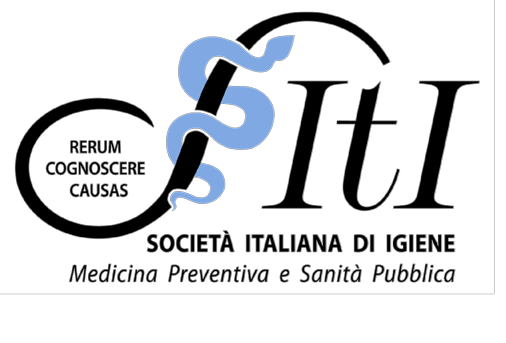 SItI
RERUM
COGNOSCERE
CAUSAS
SOCIETÀ ITALIANA DI IGIENE
Medicina Preventiva e Sanità Pubblica